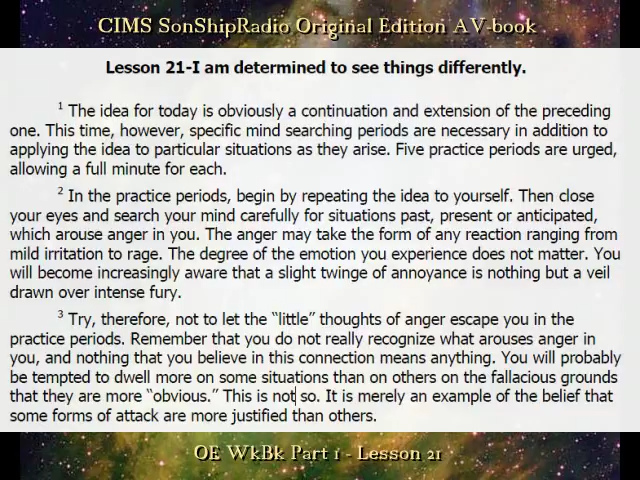 CIMS SonShipRadio Original Edition AV-book
Lesson 21-I am determined to see things differently.
1 The idea for today is obviously a continuation and extension of the preceding
one. This time, however, specific mind searching periods are necessary in addition to
applying the idea to particular situations as they arise. Five practice periods are urged,
allowing a full minute for each.
2 In the practice periods, begin by repeating the idea to yourself. Then close
your eyes and search your mind carefully for situations past, present or anticipated,
which arouse anger in you. The anger may take the form of any reaction ranging from
mild irritation to rage. The degree of the emotion you experience does not matter. You
will become increasingly aware that a slight twinge of annoyance is nothing but a veil
drawn over intense fury.
3 Try, therefore, not to let the “little” thoughts of anger escape you in the
practice periods. Remember that you do not really recognize what arouses anger in
you, and nothing that you believe in this connection means anything. You will probably
be tempted to dwell more on some situations than on others on the fallacious grounds
that they are more “obvious.” This is not so. It is merely an example of the belief that
some forms of attack are more justified than others.
OE WkBk Part 1 - Lesson 21